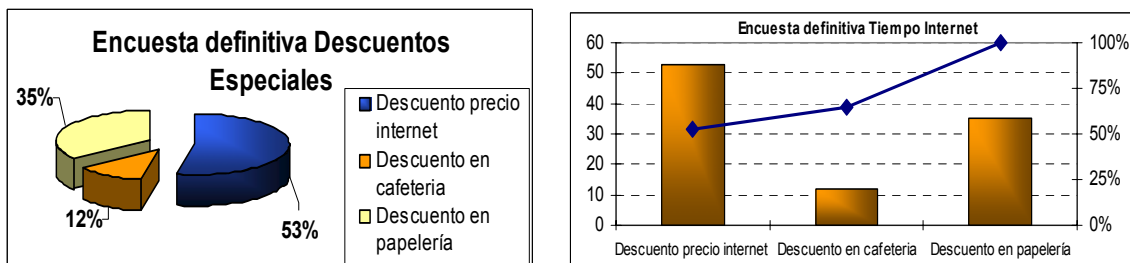 Encuesta definitiva Descuentos
Especiales
35%
12%
53%
Descuento precio
internet
Descuento en
cafeteria
Descuento en
papelería
Encuesta definitiva Tiempo Internet
60
50
40
30
20
10
0
100%
75%
50%
25%
0%
Descuento precio internet
Descuento en cafeteria
Descuento en papelería